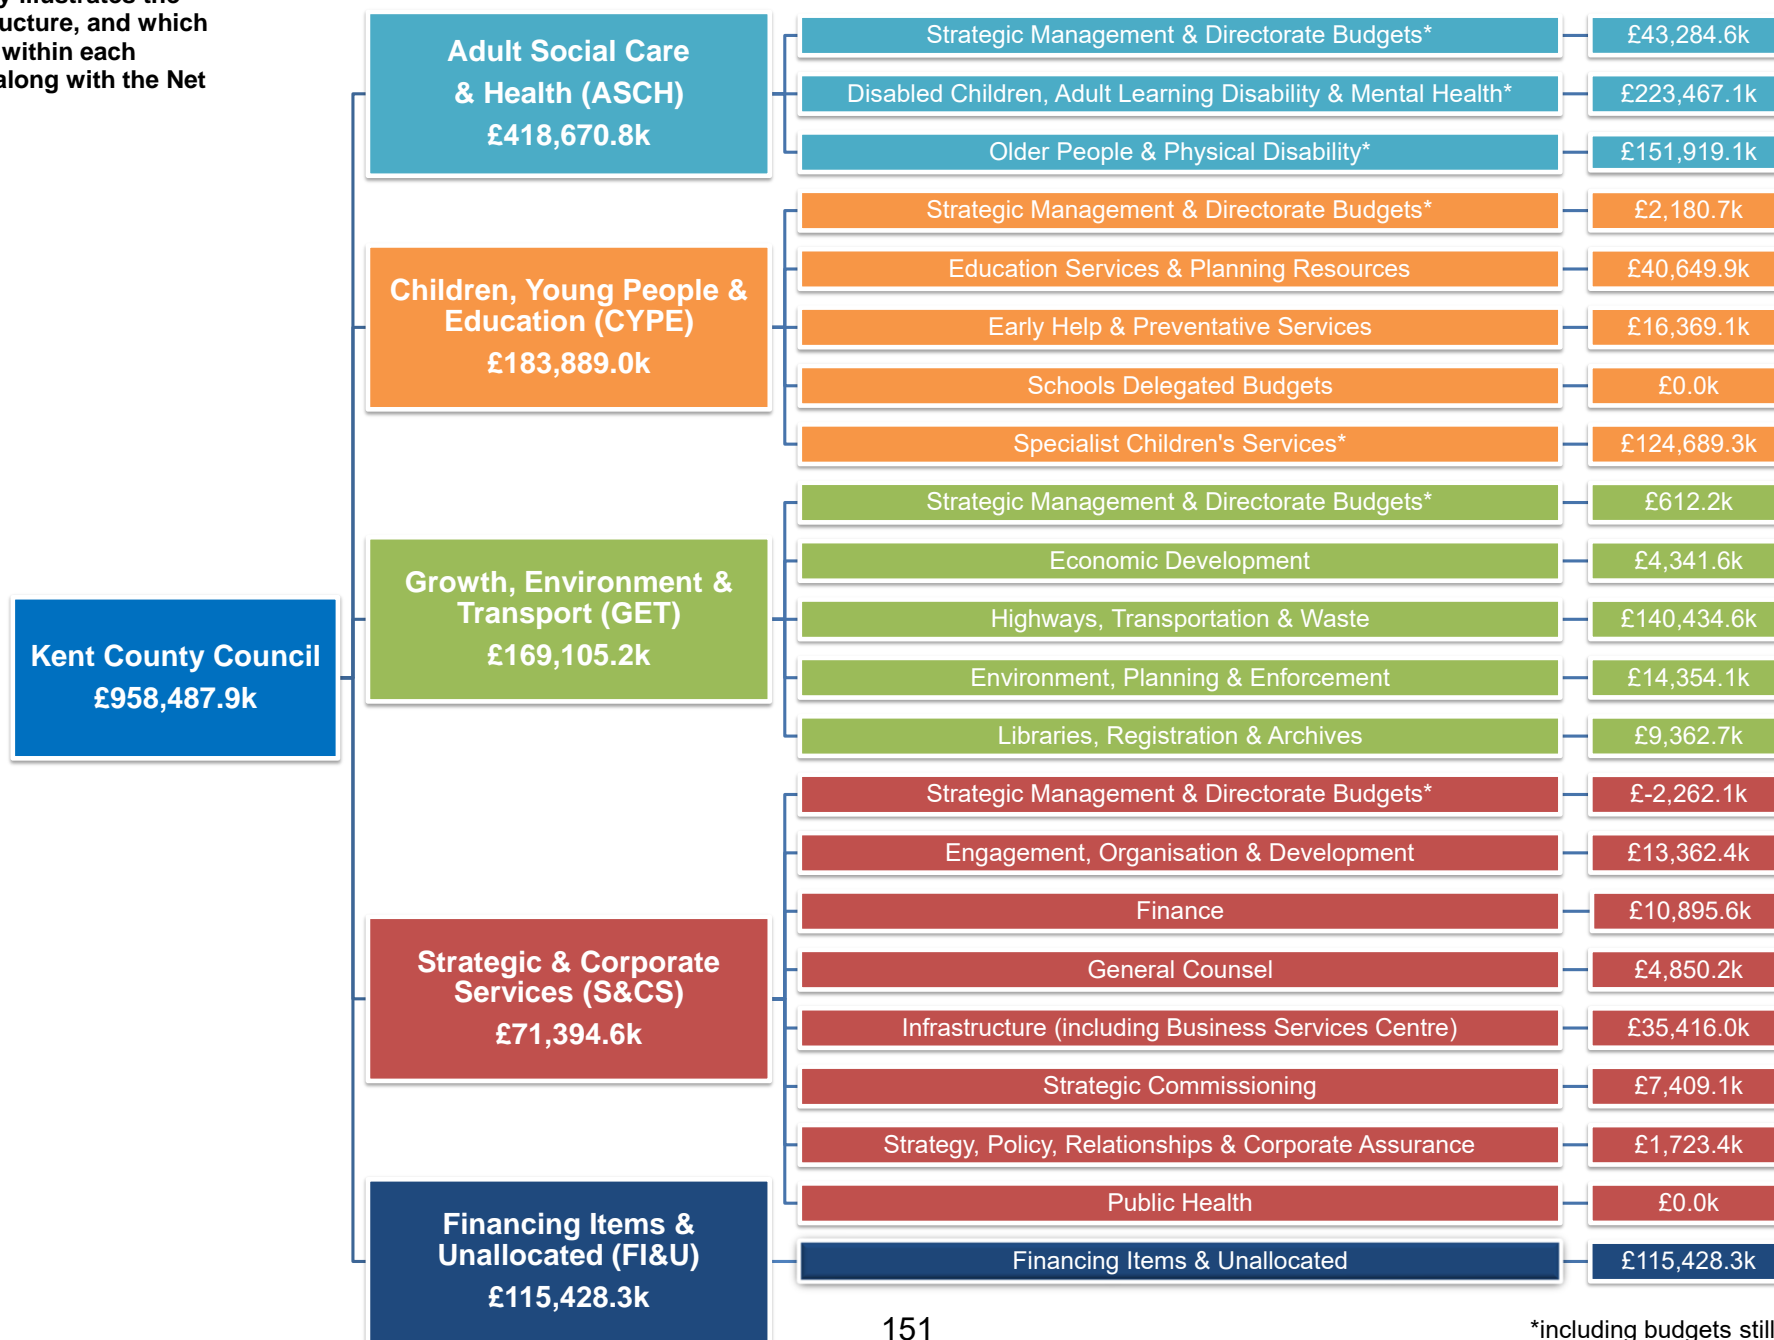 illustrates the
ucture, and which
within each
along with the Net
Kent County Council
£958,487.9k
Adult Social Care
& Health (ASCH)
£418,670.8k
Strategic Management & Directorate Budgets*
£43,284.6k
Disabled Children, Adult Learning Disability & Mental Health*
£223,467.1k
Older People & Physical Disability*
£151,919.1k
Children, Young People &
Education (CYPE)
£183,889.0k
Strategic Management & Directorate Budgets*
£2,180.7k
Education Services & Planning Resources
£40,649.9k
Early Help & Preventative Services
£16,369.1k
Schools Delegated Budgets
£0.0k
Specialist Children's Services*
£124,689.3k
Growth, Environment &
Transport (GET)
£169,105.2k
Strategic Management & Directorate Budgets*
£612.2k
Economic Development
£4,341.6k
Highways, Transportation & Waste
£140,434.6k
Environment, Planning & Enforcement
£14,354.1k
Libraries, Registration & Archives
£9,362.7k
Strategic & Corporate
Services (S&CS)
£71,394.6k
Strategic Management & Directorate Budgets*
£-2,262.1k
Engagement, Organisation & Development
£13,362.4k
Finance
£10,895.6k
General Counsel
£4,850.2k
Infrastructure (including Business Services Centre)
£35,416.0k
Strategic Commissioning
£7,409.1k
Strategy, Policy, Relationships & Corporate Assurance
£1,723.4k
Public Health
£0.0k
Financing Items &
Unallocated (FI&U)
£115,428.3k
Financing Items & Unallocated
£115,428.3k
151
*including budgets still